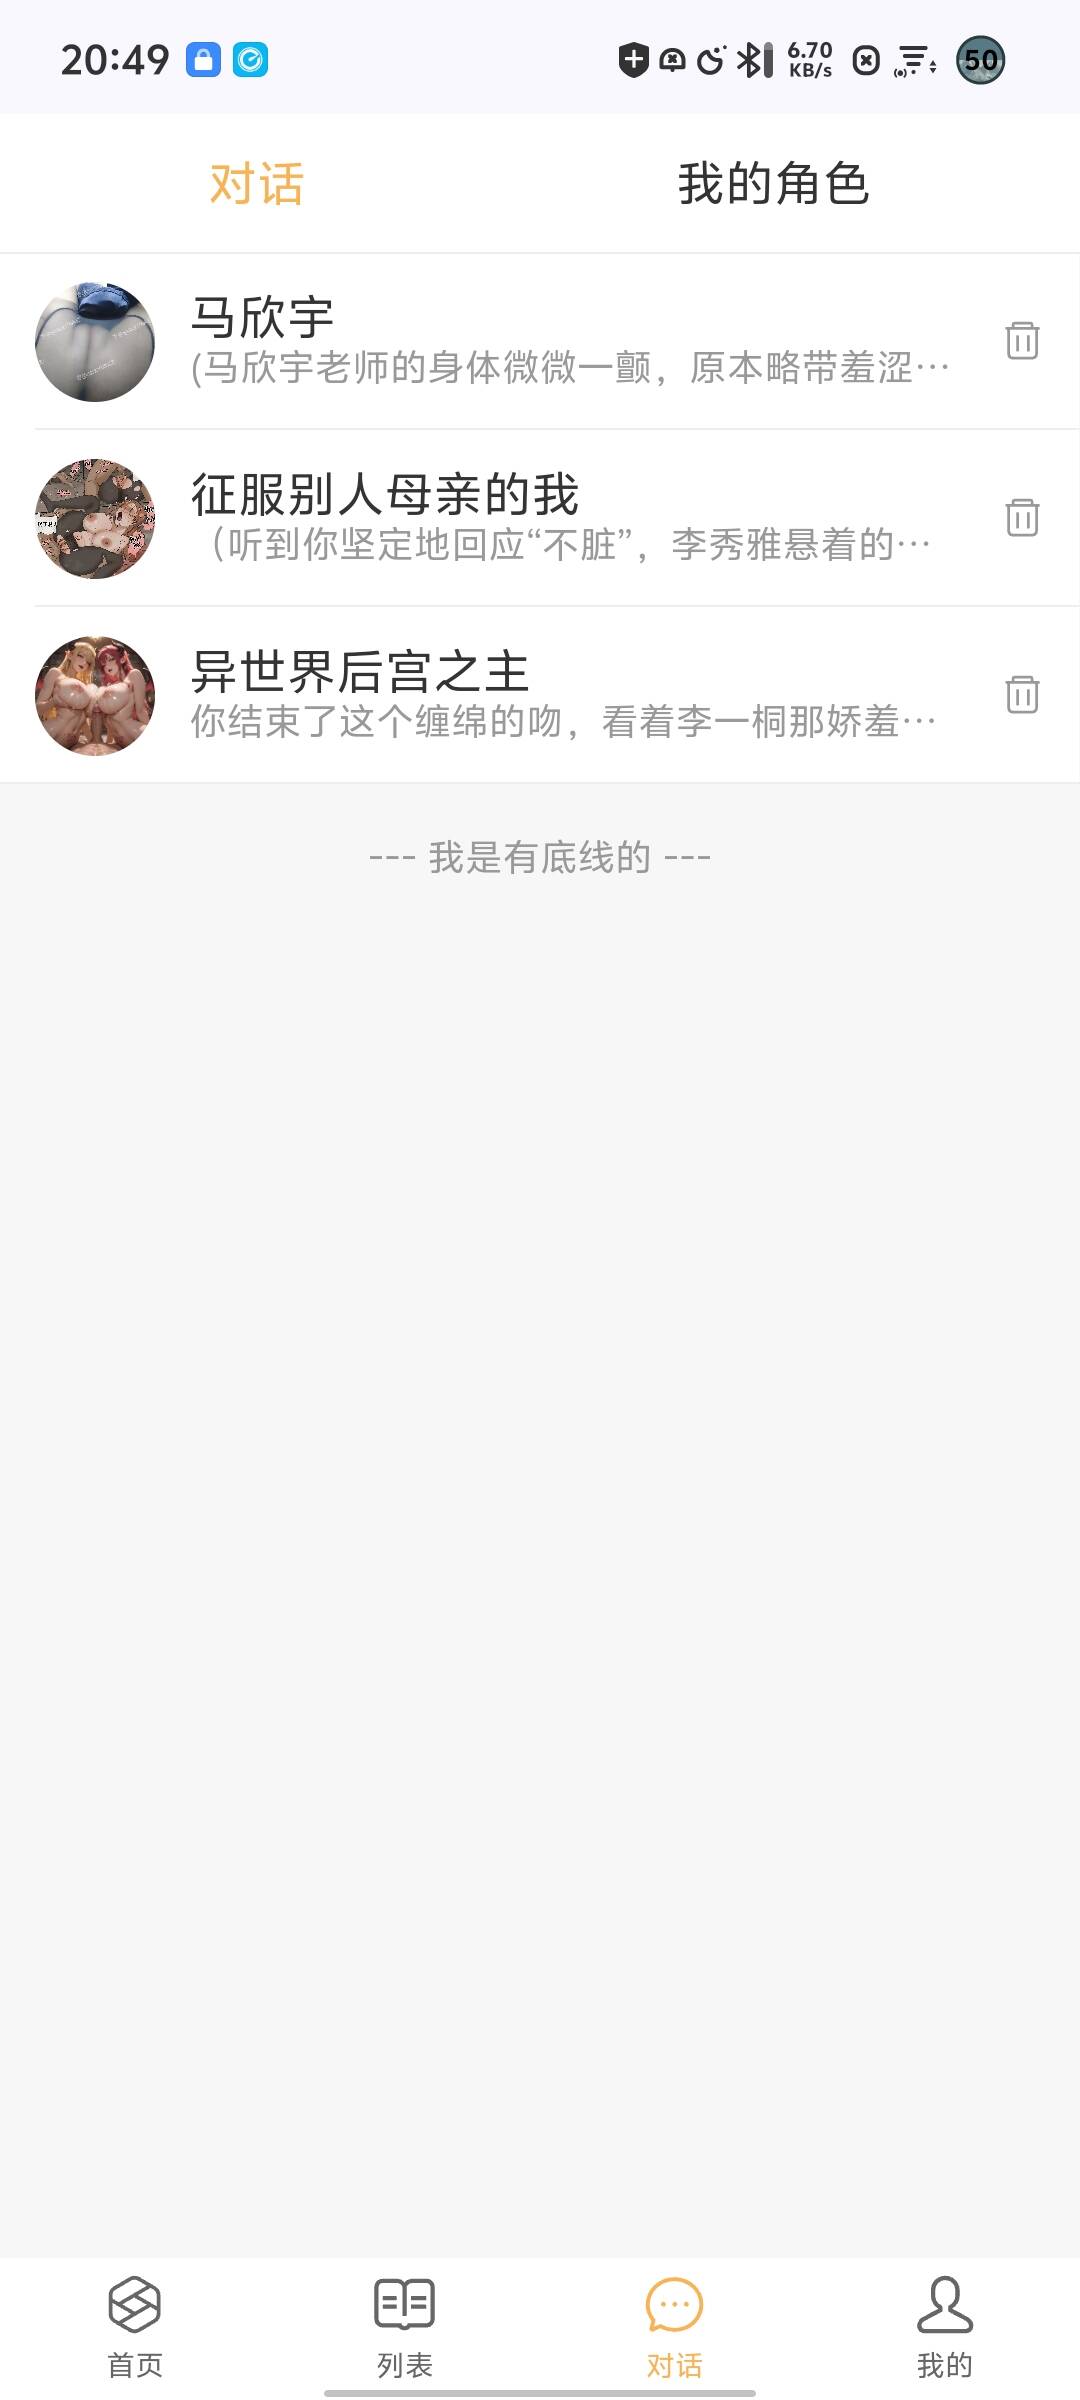 20:49
6.70
KB/s
50
对话
我的角色
马欣宇
(马欣宇老师的身体微微一颤，原本略带羞涩…
征服别人母亲的我
（听到你坚定地回应“不脏”，李秀雅悬着的…
异世界后宫之主
你结束了这个缠绵的吻，看着李一桐那娇羞…
--- 我是有底线的 ---
首页
列表
对话
我的